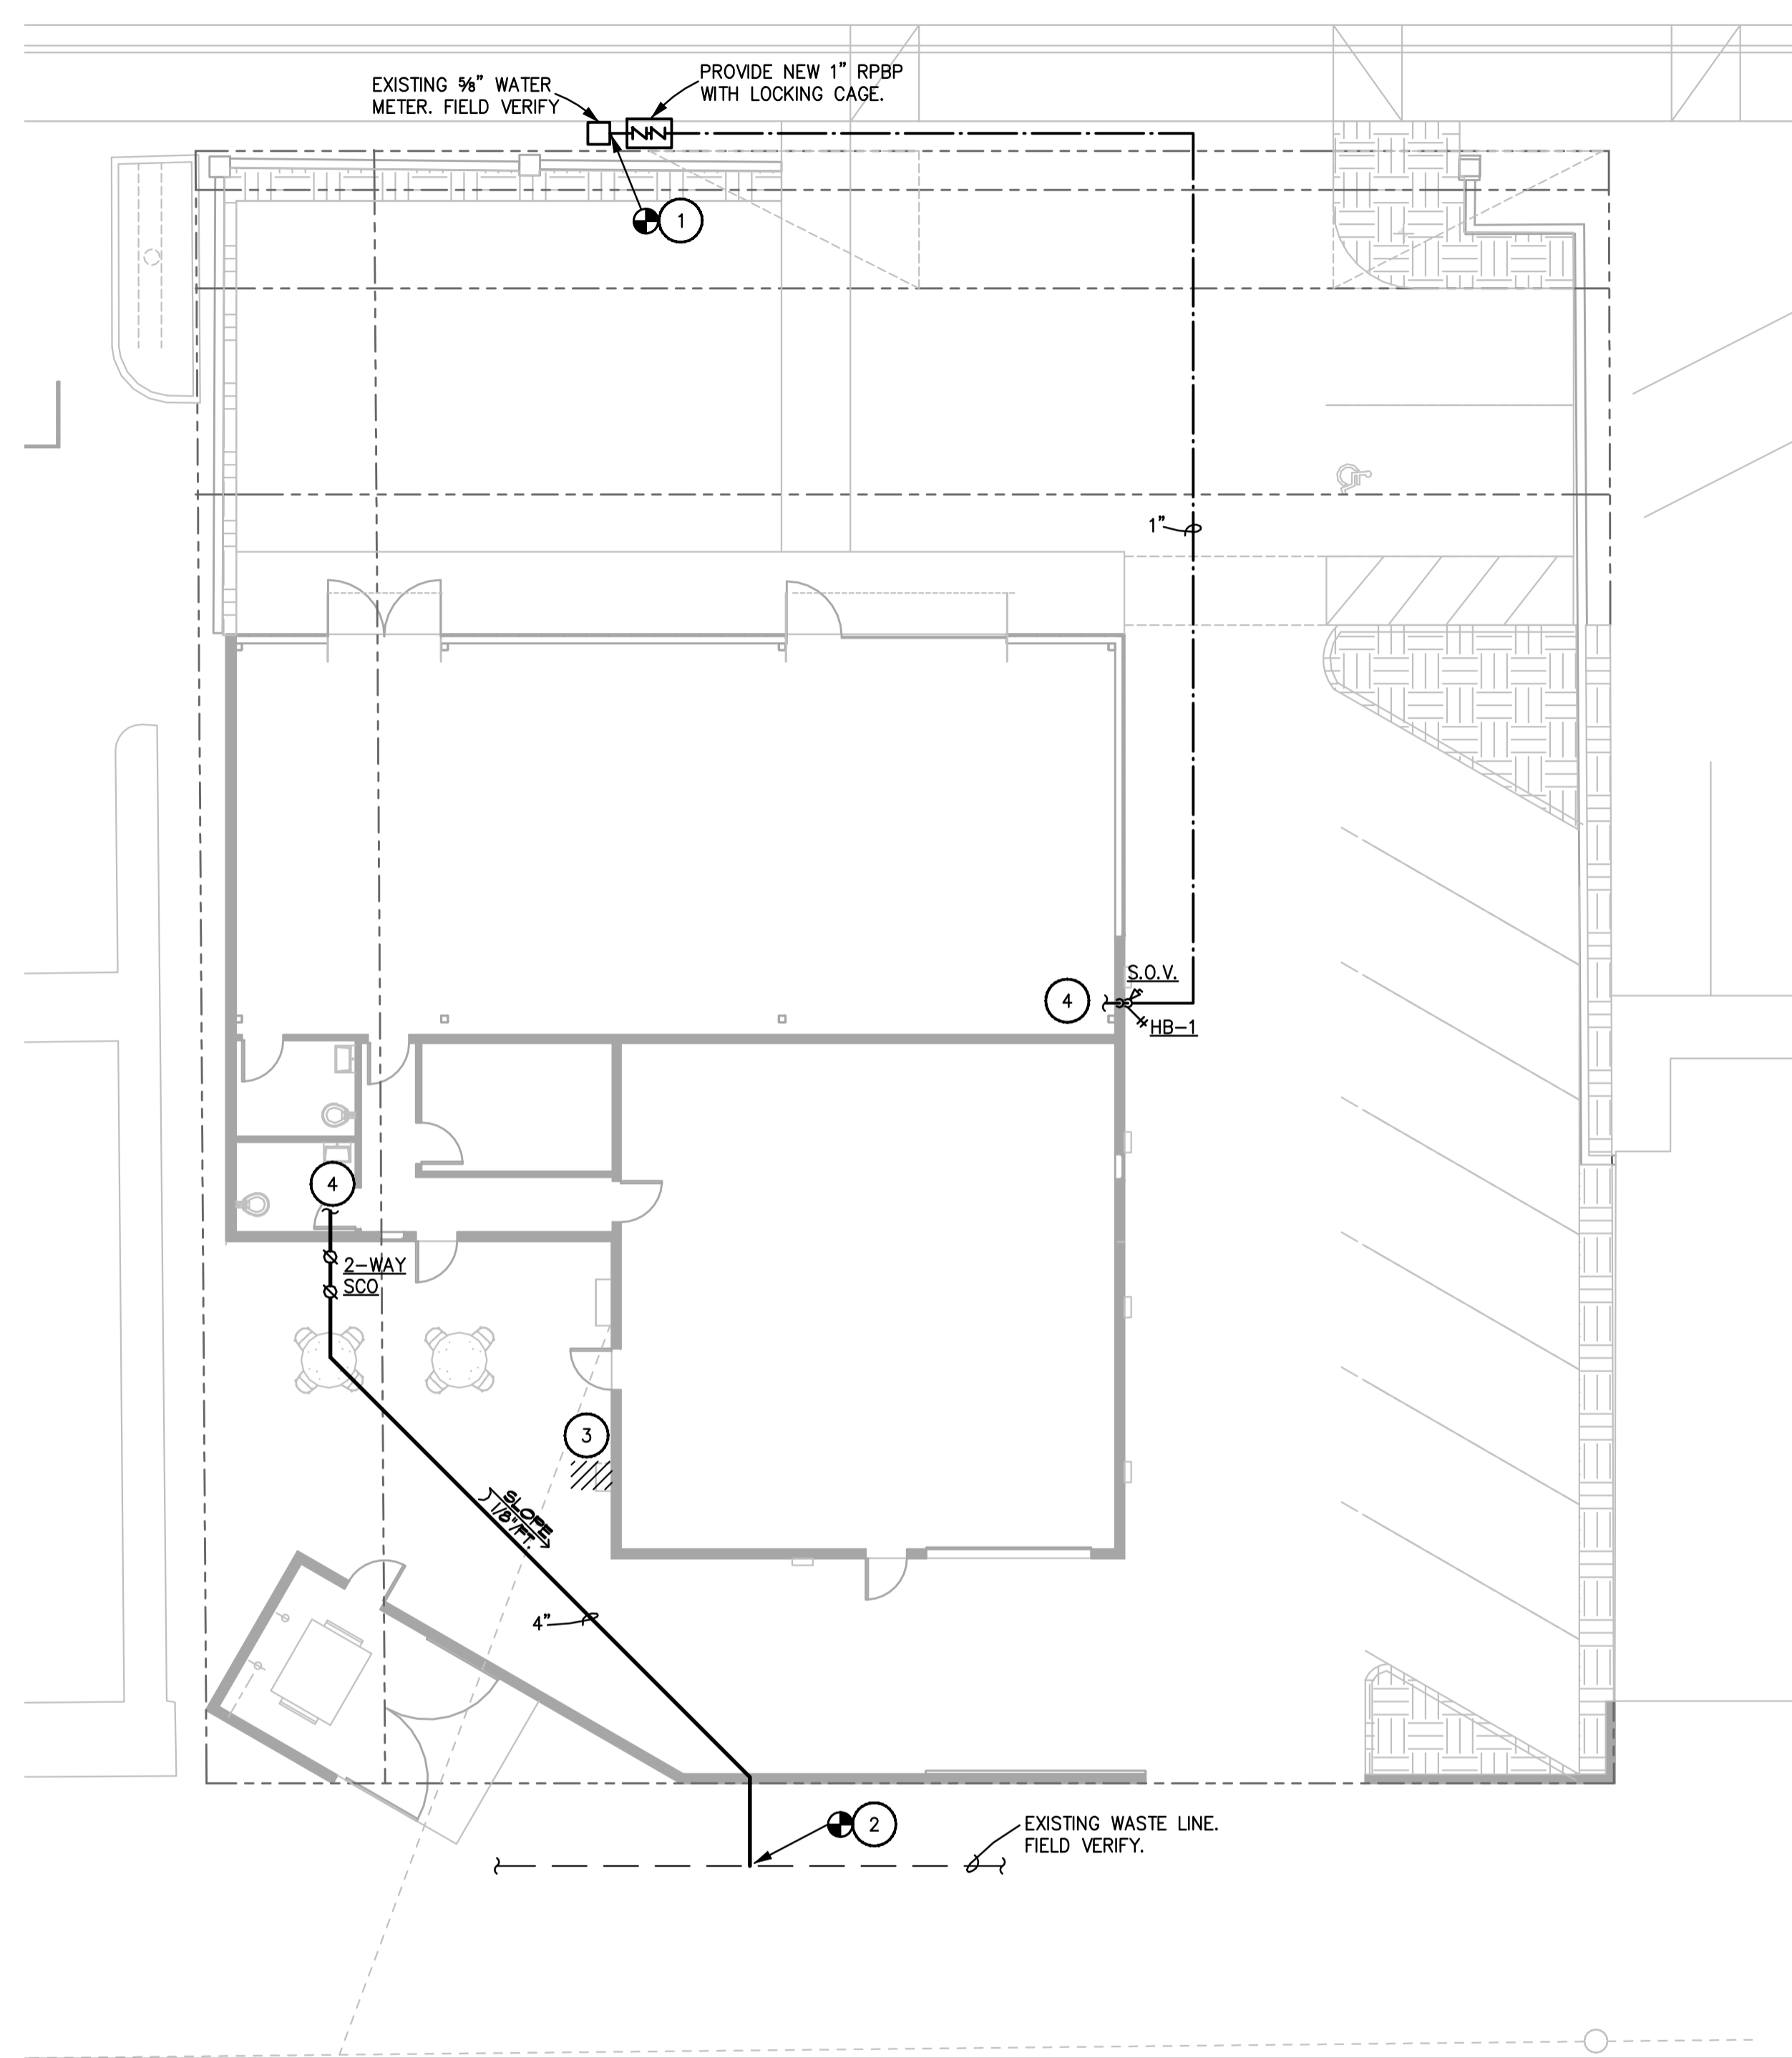 EXISTING ⅝" WATER
METER. FIELD VERIFY
PROVIDE NEW 1" RPBP
WITH LOCKING CAGE.
1
1"
S.O.V.
4
HB-1
4
2-WAY
SCO
3
SLOPE
1/8"/FT.
4"
2
EXISTING WASTE LINE.
FIELD VERIFY.